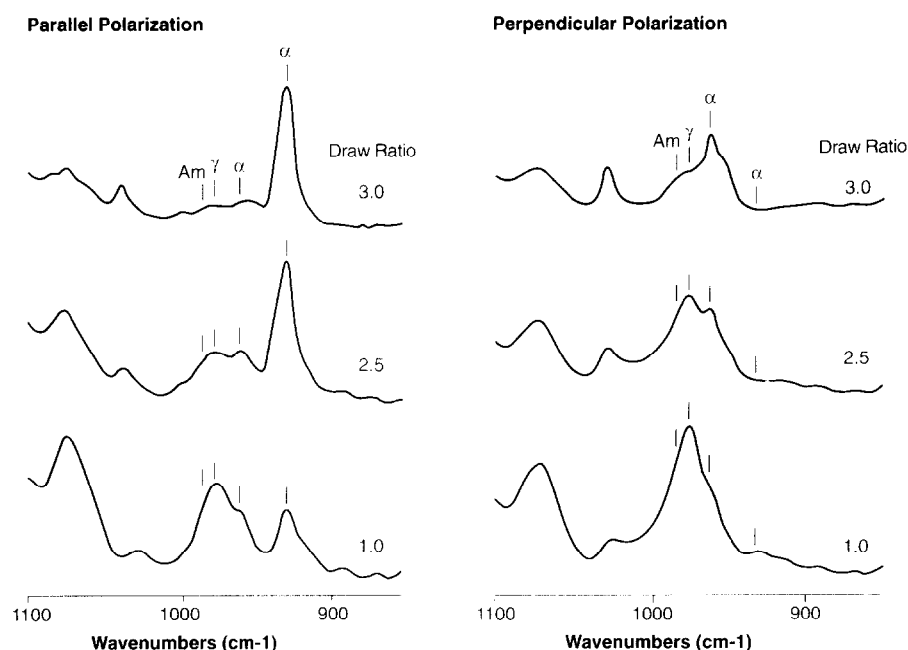 Parallel Polarization
α
Am γ α
Draw Ratio
3.0
2.5
1.0
1100 1000 900
Wavenumbers (cm-1)
Perpendicular Polarization
α
Am γ
α
Draw Ratio
3.0
2.5
1.0
1100 1000 900
Wavenumbers (cm-1)